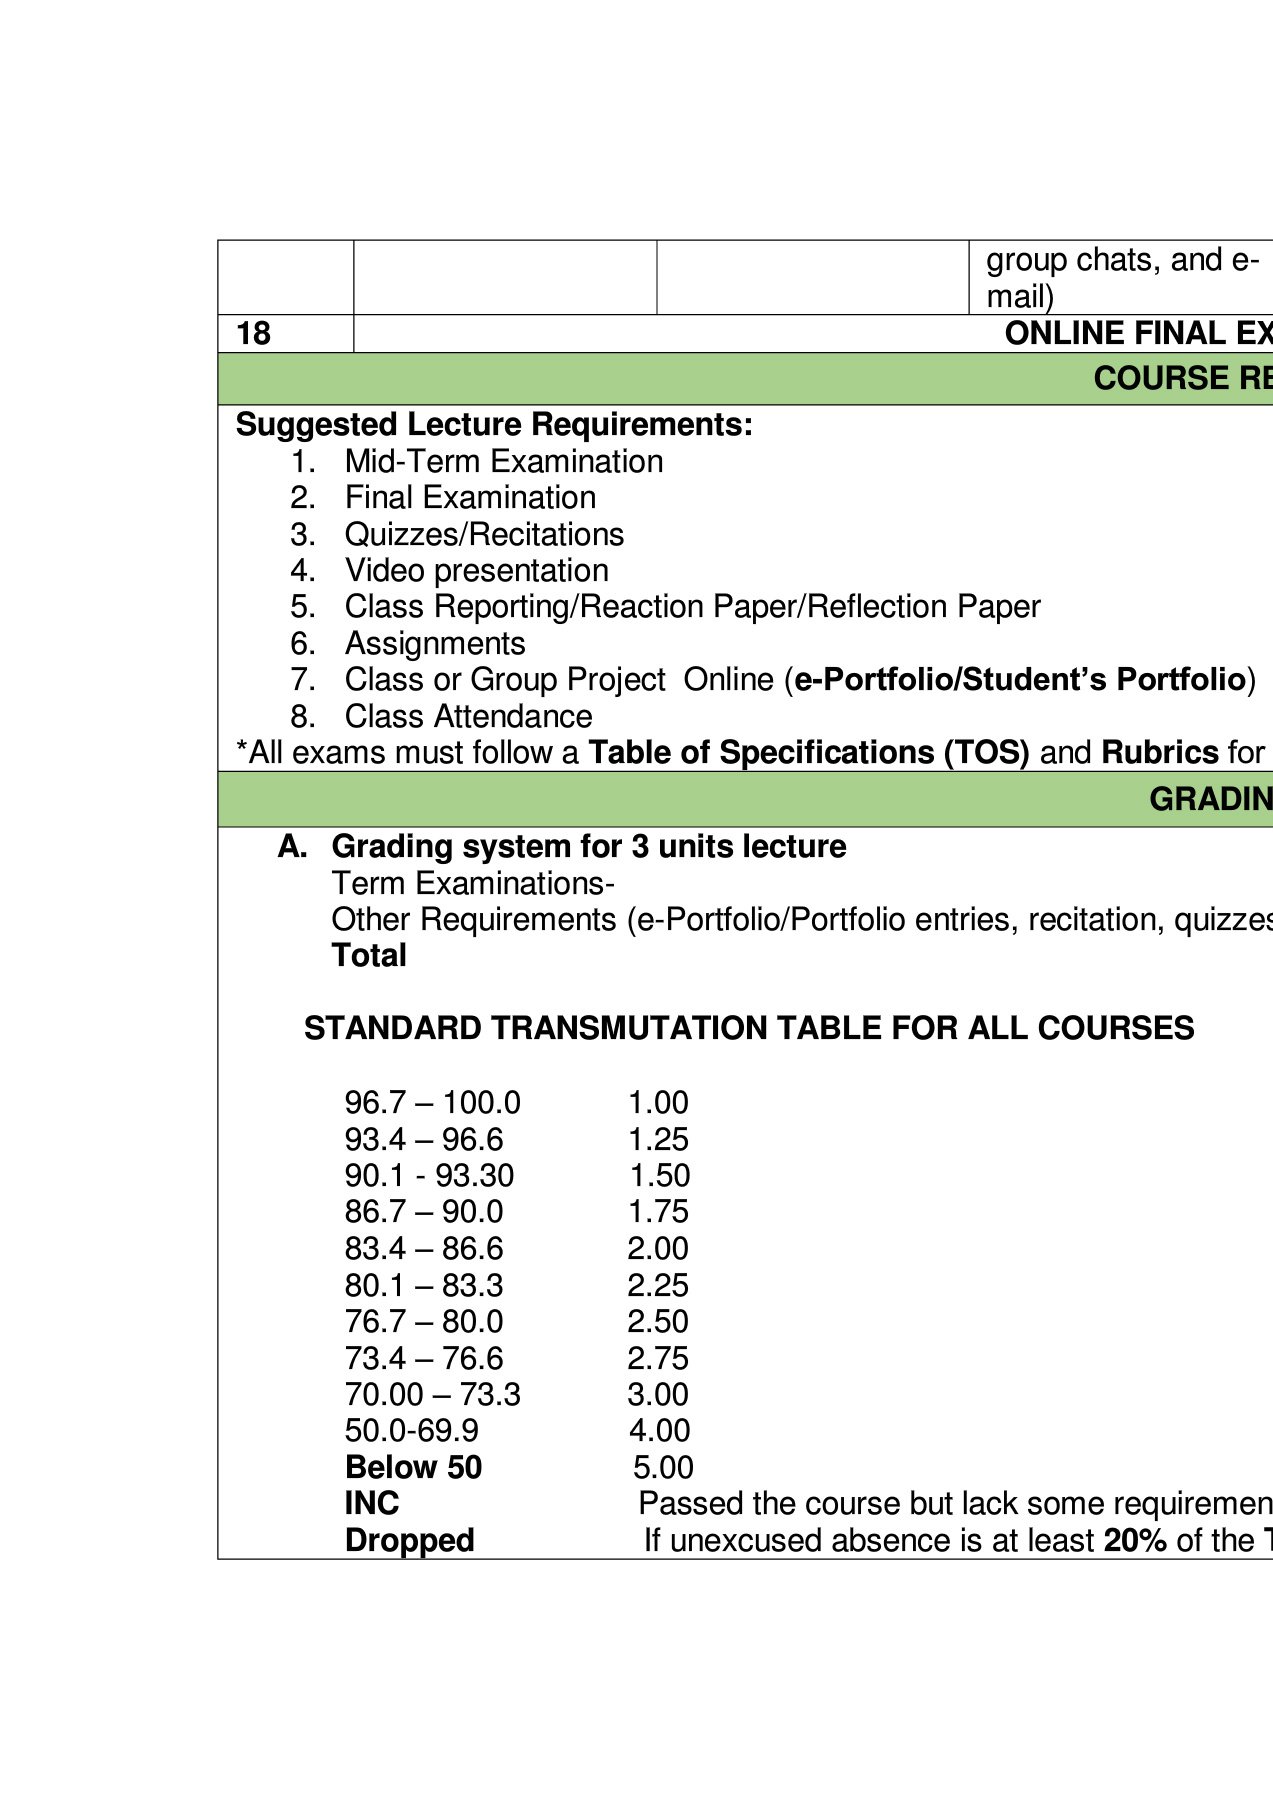 group chats, and e-
mail)
18 ONLINE FINAL EX
COURSE RE
Suggested Lecture Requirements:
1. Mid-Term Examination
2. Final Examination
3. Quizzes/Recitations
4. Video presentation
5. Class Reporting/Reaction Paper/Reflection Paper
6. Assignments
7. Class or Group Project Online (e-Portfolio/Student’s Portfolio)
8. Class Attendance
*All exams must follow a Table of Specifications (TOS) and Rubrics for
GRADIN
A. Grading system for 3 units lecture
Term Examinations-
Other Requirements (e-Portfolio/Portfolio entries, recitation, quizzes
Total
STANDARD TRANSMUTATION TABLE FOR ALL COURSES
96.7 – 100.0 1.00
93.4 – 96.6 1.25
90.1 - 93.30 1.50
86.7 – 90.0 1.75
83.4 – 86.6 2.00
80.1 – 83.3 2.25
76.7 – 80.0 2.50
73.4 – 76.6 2.75
70.00 – 73.3 3.00
50.0-69.9 4.00
Below 50 5.00
INC Passed the course but lack some requiremen
Dropped If unexcused absence is at least 20% of the T